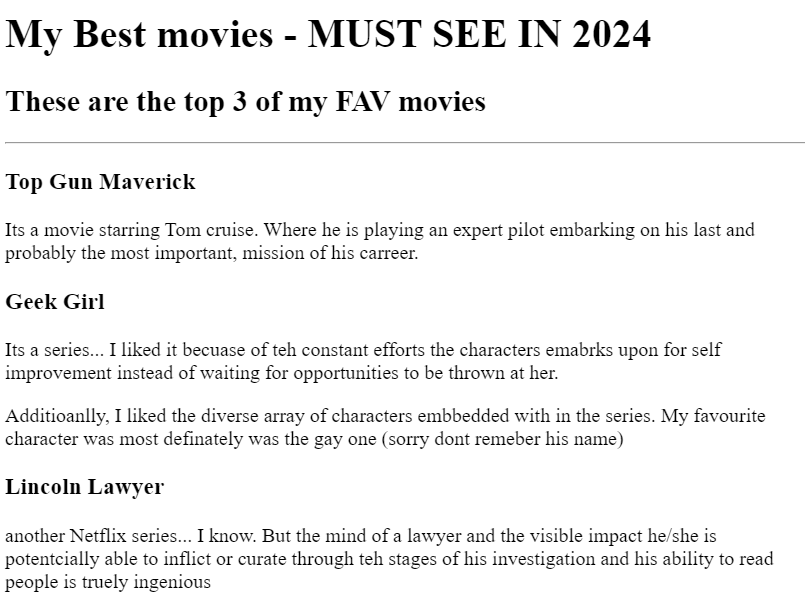 My Best movies - MUST SEE IN 2024
These are the top 3 of my FAV movies
Top Gun Maverick
Its a movie starring Tom cruise. Where he is playing an expert pilot embarking on his last and
probably the most important, mission of his carreer.
Geek Girl
Its a series... I liked it becuase of teh constant efforts the characters emabrks upon for self
improvement instead of waiting for opportunities to be thrown at her.
Additioanlly, I liked the diverse array of characters embbedded with in the series. My favourite
character was most definately was the gay one (sorry dont remeber his name)
Lincoln Lawyer
another Netflix series... I know. But the mind of a lawyer and the visible impact he/she is
potentcially able to inflict or curate through teh stages of his investigation and his ability to read
people is truely ingenious